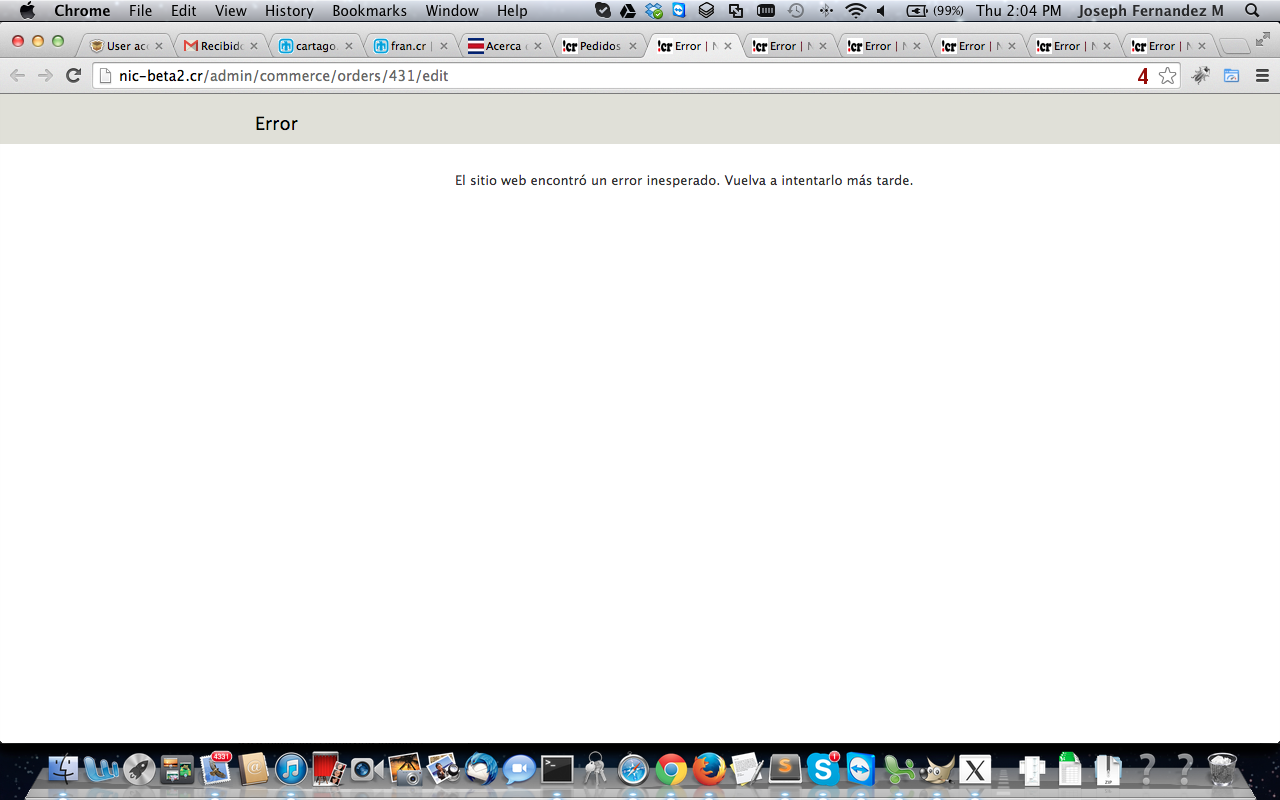 Chrome File Edit View History Bookmarks Window Help (99%) Thu 2:04 PM Joseph Fernandez M
User acc Recibido cartago. fran.cr | Acerca !cr Pedidos !cr Error | N !cr Error | N !cr Error | N !cr Error | N !cr Error | N !cr Error | N
nic-beta2.cr/admin/commerce/orders/431/edit 4
Error
El sitio web encontró un error inesperado. Vuelva a intentarlo más tarde.
4331